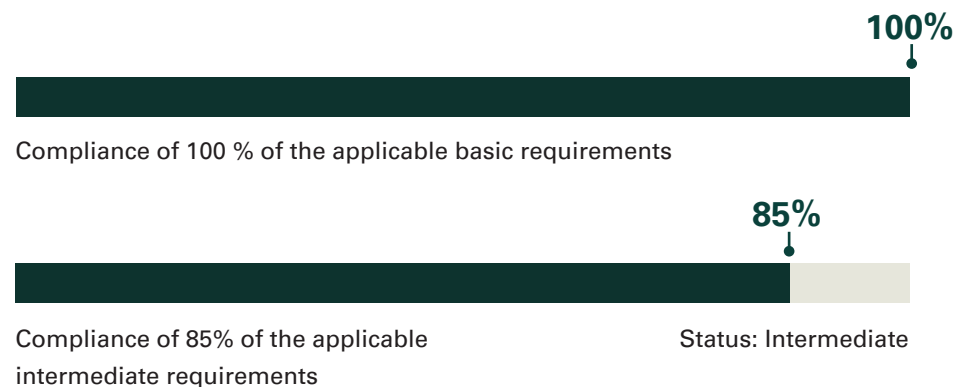 100%
Compliance of 100 % of the applicable basic requirements
85%
Compliance of 85% of the applicable
intermediate requirements
Status: Intermediate